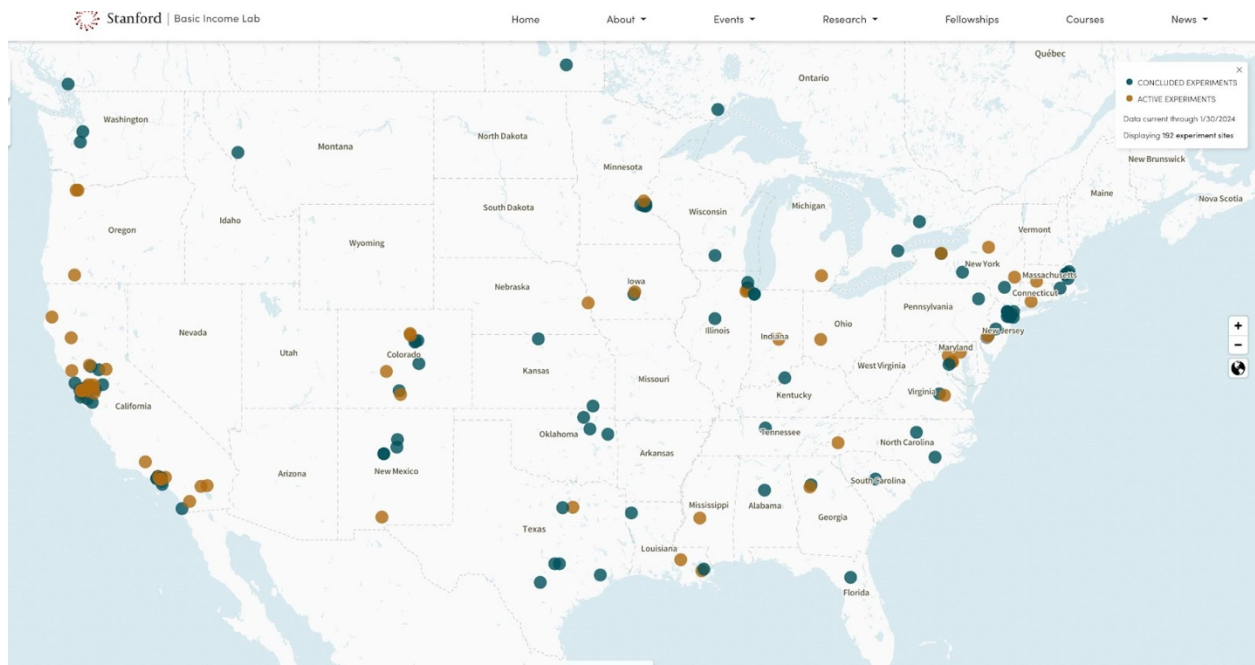 Stanford | Basic Income Lab
Home
About
Events
Research
Fellowships
Courses
News
Québec
Ontario
×
CONCLUDED EXPERIMENTS
ACTIVE EXPERIMENTS
Data current through 1/30/2024
Displaying 192 experiment sites
Washington
North Dakota
Montana
Minnesota
New Brunswick
Maine
Nova Scotia
South Dakota
Wisconsin
Michigan
Idaho
Oregon
Vermont
Wyoming
New York
Massachusetts
Iowa
Nebraska
Connecticut
Pennsylvania
Nevada
Illinois
Indiana
Ohio
New Jersey
+
−
Utah
Colorado
Maryland
Kansas
West Virginia
Missouri
Virginia
Kentucky
California
Oklahoma
Tennessee
North Carolina
Arkansas
New Mexico
Arizona
South Carolina
Mississippi
Alabama
Georgia
Texas
Louisiana
Florida